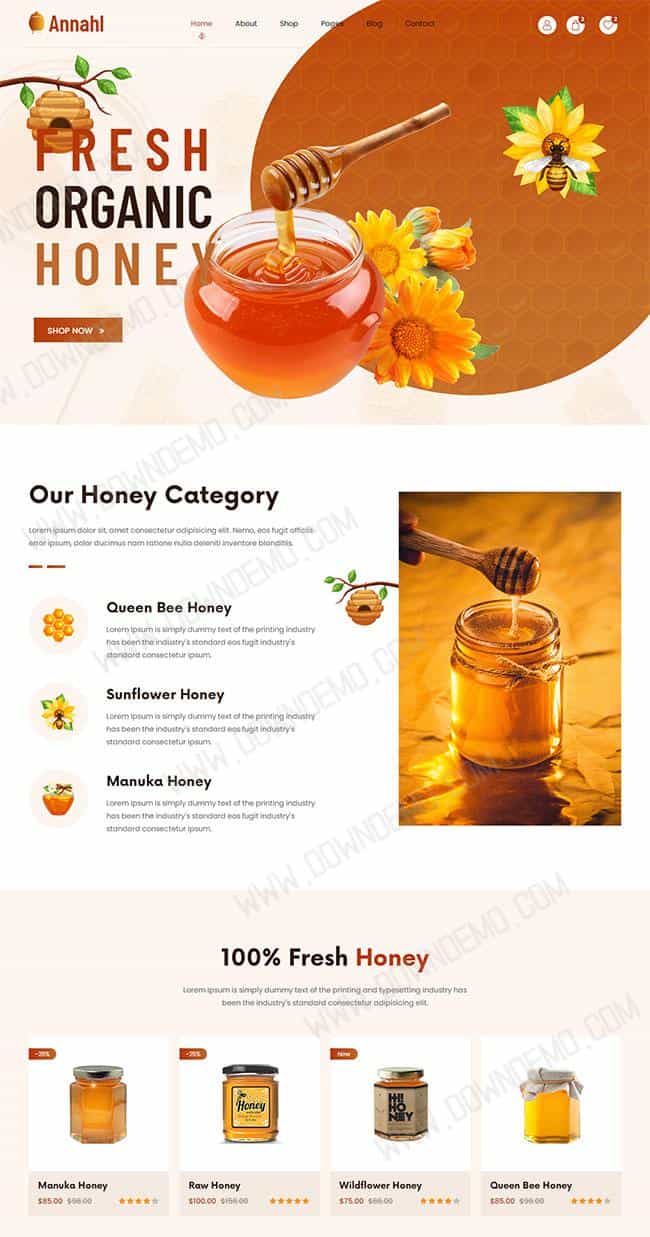 Annahl
Home About Shop Pages Blog Contact
FRESH
ORGANIC
HONEY
SHOP NOW »
Our Honey Category
Lorem ipsum dolor sit, amet consectetur adipisicing elit. Nemo, eos fugit officiis
error ipsum, dolor ducimus nam ratione nulla deleniti inventore blanditiis.
Queen Bee Honey
Lorem Ipsum is simply dummy text of the printing industry
has been the industry's standard eos fugit industry's
standard consectetur ipsum.
Sunflower Honey
Lorem Ipsum is simply dummy text of the printing industry
has been the industry's standard eos fugit industry's
standard consectetur ipsum.
Manuka Honey
Lorem Ipsum is simply dummy text of the printing industry
has been the industry's standard eos fugit industry's
standard consectetur ipsum.
100% Fresh Honey
Lorem Ipsum is simply dummy text of the printing and typesetting industry has
been the industry's standard consectetur adipisicing elit.
-25% -25% New
Honey
HI!
HO
NEY
Manuka Honey Raw Honey Wildflower Honey Queen Bee Honey
$85.00 $98.00 $100.00 $156.00 $75.00 $86.00 $85.00 $98.00
WWW.DOWNDEMO.COM